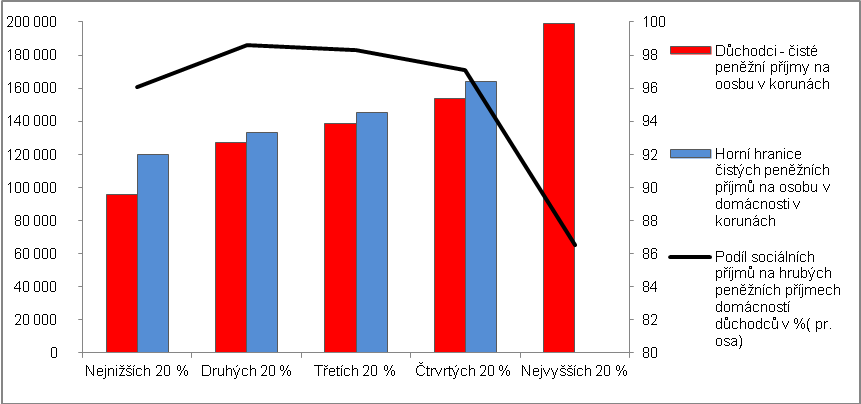 200 000
180 000
160 000
140 000
120 000
100 000
80 000
60 000
40 000
20 000
0
100
98
96
94
92
90
88
86
84
82
80
Nejnižších 20 %
Druhých 20 %
Třetích 20 %
Čtrvrtých 20 %
Nejvyšších 20 %
Důchodci - čisté
peněžní příjmy na
oosbu v korunách
Horní hranice
čistých peněžních
příjmů na osobu v
domácnosti v
korunách
Podíl sociálních
příjmů na hrubých
peněžních příjmech
domácností
důchodců v %( pr.
osa)